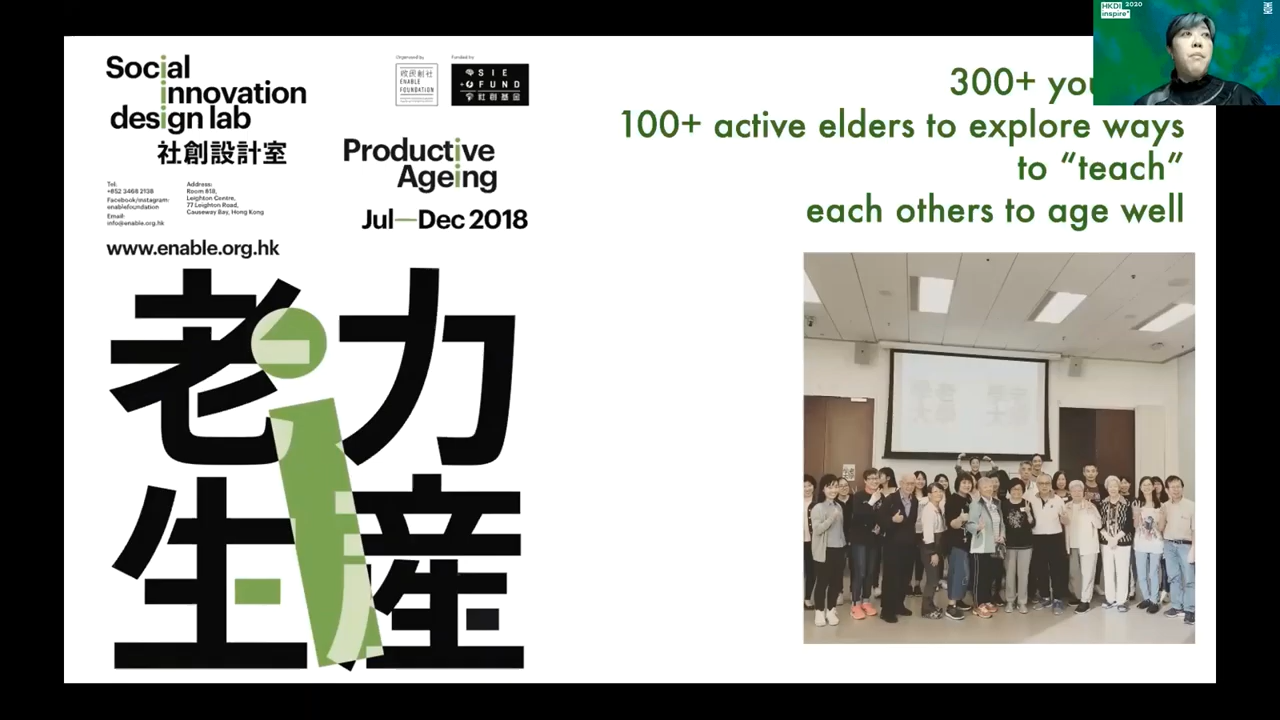 Social
innovation
design lab
社創設計室
Tel:
+852 3468 2138
Facebook/Instagram:
enablefoundation
Email:
info@enable.org.hk
Address:
Room 818,
Leighton Centre,
77 Leighton Road,
Causeway Bay, Hong Kong
www.enable.org.hk
Organised by
ENABLE
FOUNDATION
Funded by
SIE
FUND
社創基金
Productive
Ageing
Jul—Dec 2018
老力
生産
300+
100+ active elders to explore ways
to “teach”
each others to age well
HKDI 2020
inspire*